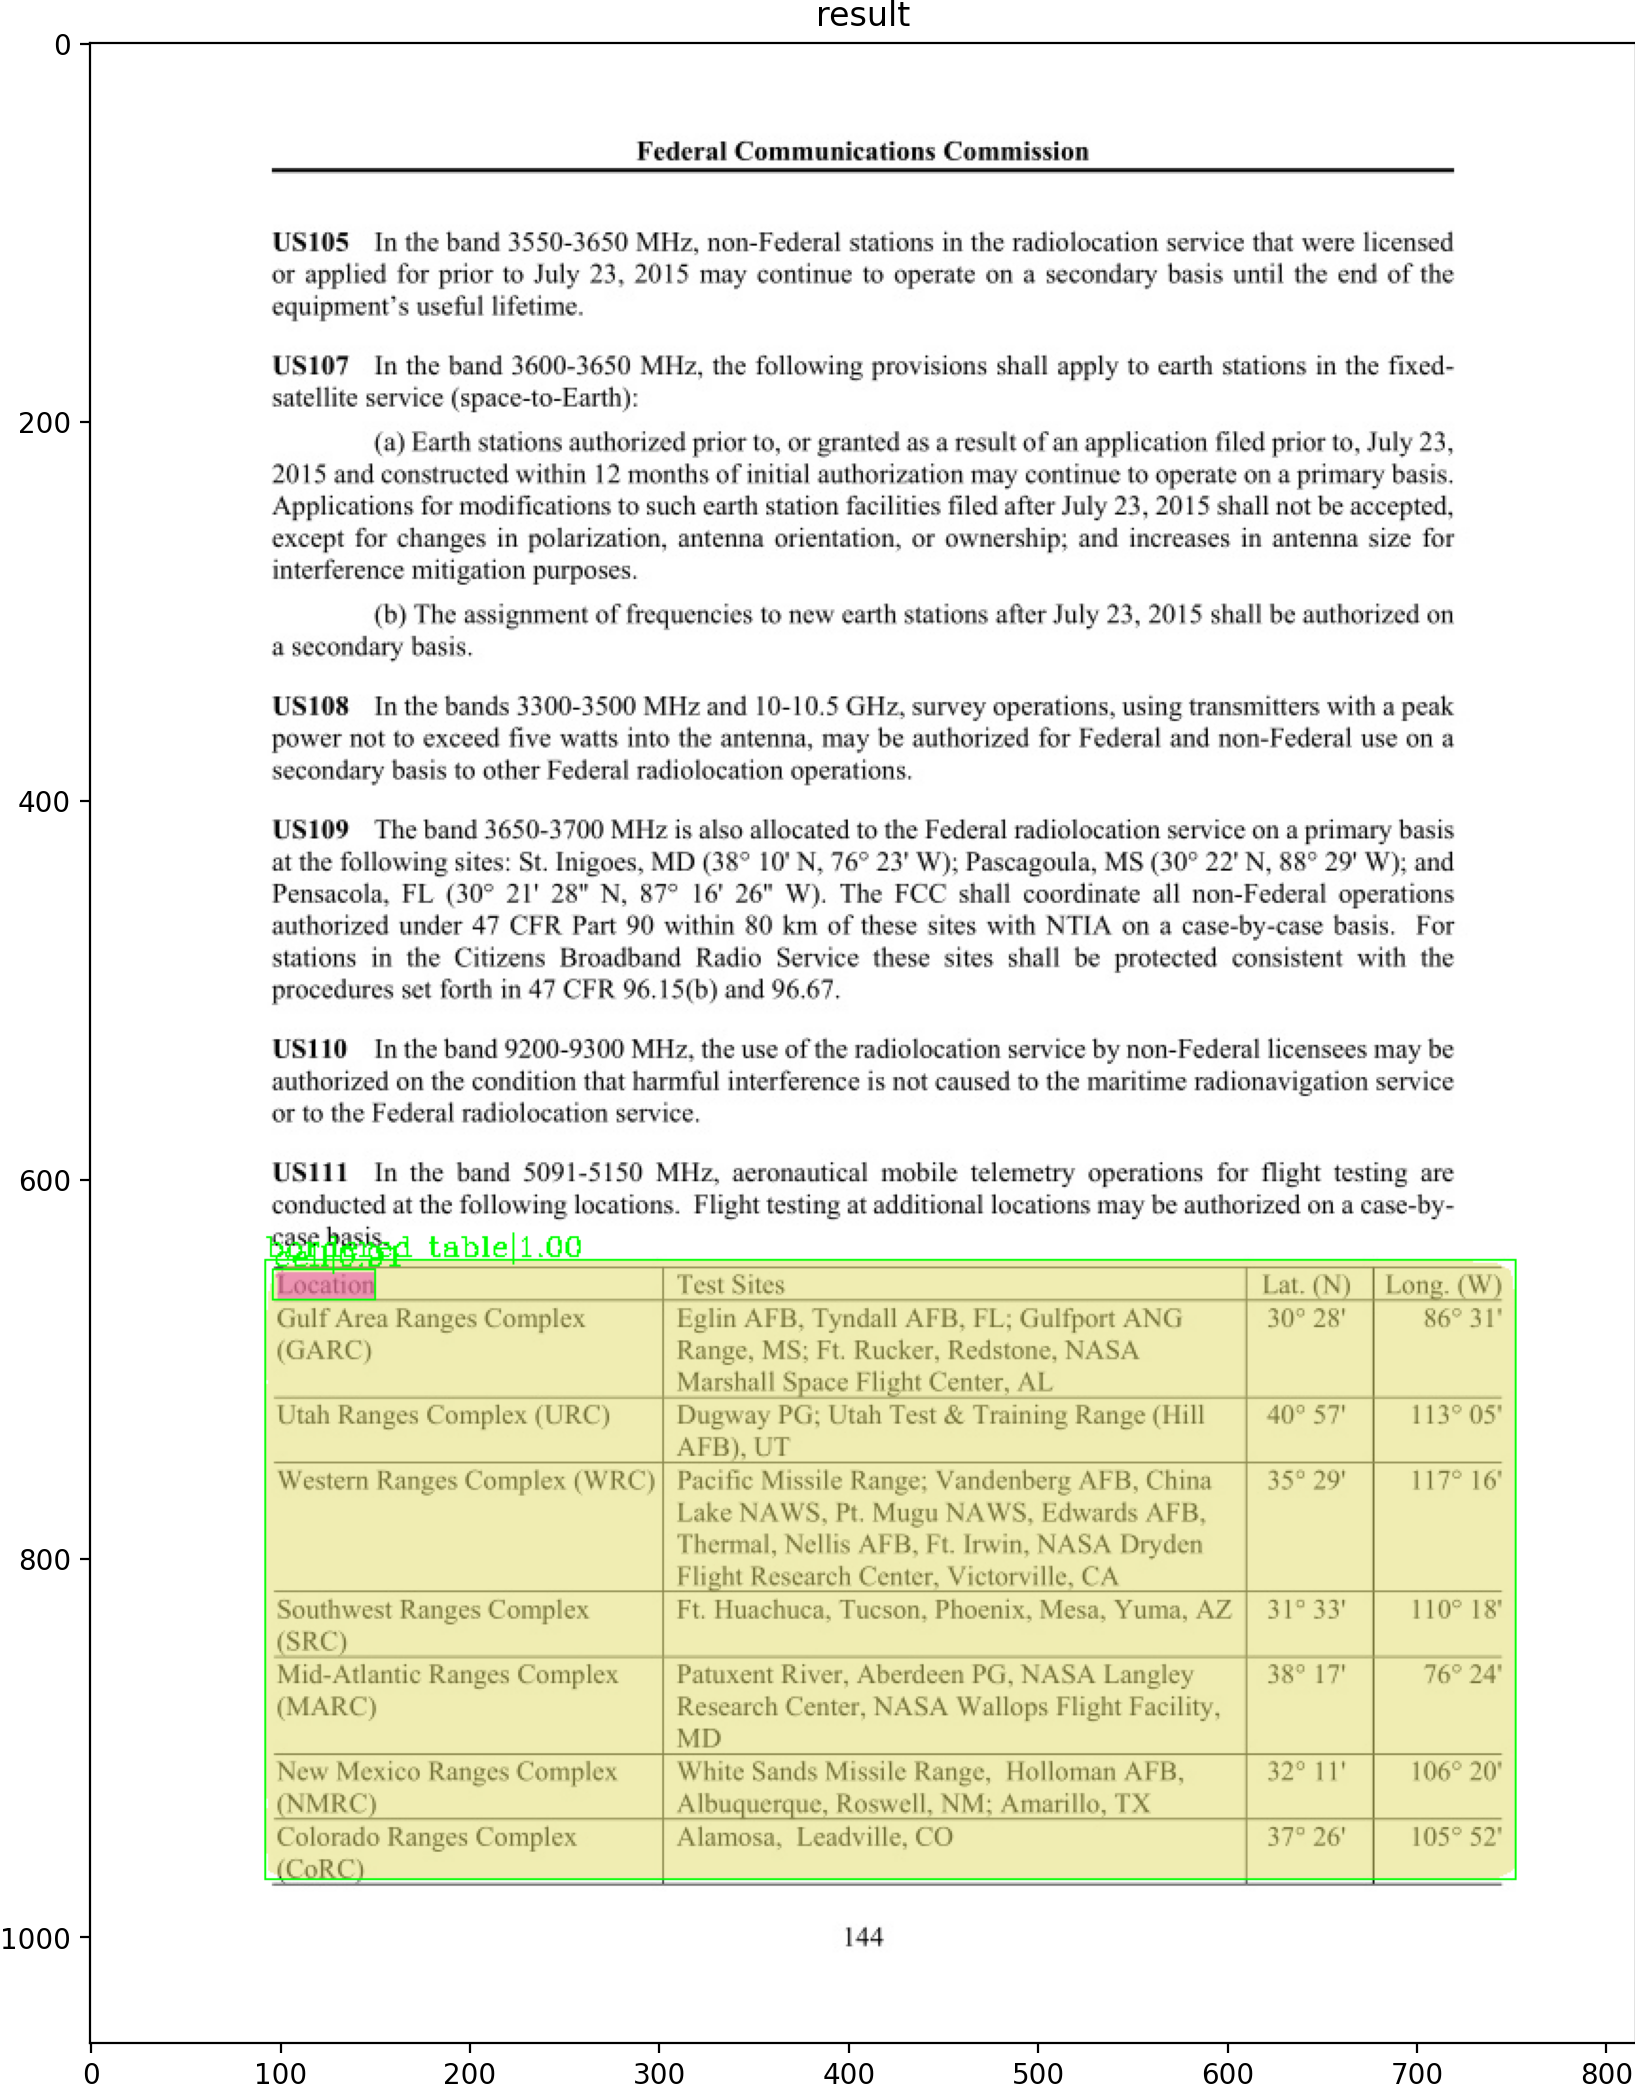 result
Federal Communications Commission
US105 In the band 3550-3650 MHz, non-Federal stations in the radiolocation service that were licensed
or applied for prior to July 23, 2015 may continue to operate on a secondary basis until the end of the
equipment's useful lifetime.
US107 In the band 3600-3650 MHz, the following provisions shall apply to earth stations in the fixed-
satellite service (space-to-Earth):
(a) Earth stations authorized prior to, or granted as a result of an application filed prior to, July 23,
2015 and constructed within 12 months of initial authorization may continue to operate on a primary basis.
Applications for modifications to such earth station facilities filed after July 23, 2015 shall not be accepted,
except for changes in polarization, antenna orientation, or ownership; and increases in antenna size for
interference mitigation purposes.
(b) The assignment of frequencies to new earth stations after July 23, 2015 shall be authorized on
a secondary basis.
US108 In the bands 3300-3500 MHz and 10-10.5 GHz, survey operations, using transmitters with a peak
power not to exceed five watts into the antenna, may be authorized for Federal and non-Federal use on a
secondary basis to other Federal radiolocation operations.
US109 The band 3650-3700 MHz is also allocated to the Federal radiolocation service on a primary basis
at the following sites: St. Inigoes, MD (38° 10' N, 76° 23' W); Pascagoula, MS (30° 22' N, 88° 29' W); and
Pensacola, FL (30° 21' 28" N, 87° 16' 26" W). The FCC shall coordinate all non-Federal operations
authorized under 47 CFR Part 90 within 80 km of these sites with NTIA on a case-by-case basis. For
stations in the Citizens Broadband Radio Service these sites shall be protected consistent with the
procedures set forth in 47 CFR 96.15(b) and 96.67.
US110 In the band 9200-9300 MHz, the use of the radiolocation service by non-Federal licensees may be
authorized on the condition that harmful interference is not caused to the maritime radionavigation service
or to the Federal radiolocation service.
US111 In the band 5091-5150 MHz, aeronautical mobile telemetry operations for flight testing are
conducted at the following locations. Flight testing at additional locations may be authorized on a case-by-
case basis.
bordered table|1.00
Location Test Sites Lat. (N) Long. (W)
Gulf Area Ranges Complex Eglin AFB, Tyndall AFB, FL; Gulfport ANG 30° 28' 86° 31'
(GARC) Range, MS; Ft. Rucker, Redstone, NASA
Marshall Space Flight Center, AL
Utah Ranges Complex (URC) Dugway PG; Utah Test & Training Range (Hill 40° 57' 113° 05'
AFB), UT
Western Ranges Complex (WRC) Pacific Missile Range; Vandenberg AFB, China 35° 29' 117° 16'
Lake NAWS, Pt. Mugu NAWS, Edwards AFB,
Thermal, Nellis AFB, Ft. Irwin, NASA Dryden
Flight Research Center, Victorville, CA
Southwest Ranges Complex Ft. Huachuca, Tucson, Phoenix, Mesa, Yuma, AZ 31° 33' 110° 18'
(SRC)
Mid-Atlantic Ranges Complex Patuxent River, Aberdeen PG, NASA Langley 38° 17' 76° 24'
(MARC) Research Center, NASA Wallops Flight Facility,
MD
New Mexico Ranges Complex White Sands Missile Range, Holloman AFB, 32° 11' 106° 20'
(NMRC) Albuquerque, Roswell, NM; Amarillo, TX
Colorado Ranges Complex Alamosa, Leadville, CO 37° 26' 105° 52'
(CoRC)
144
0
200
400
600
800
1000
0 100 200 300 400 500 600 700 800